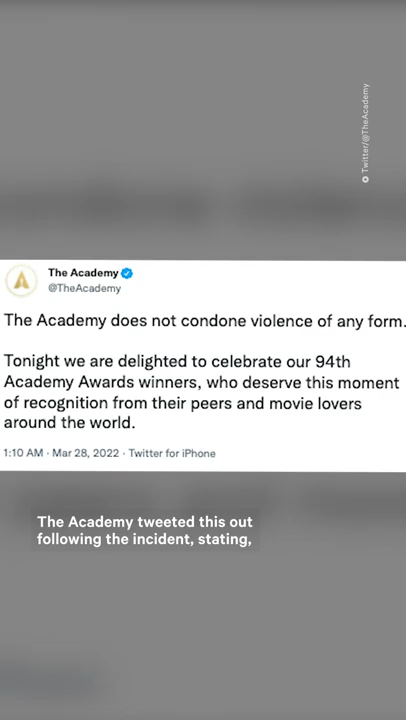 Twitter/@TheAcademy
The Academy
@TheAcademy
The Academy does not condone violence of any form.
Tonight we are delighted to celebrate our 94th
Academy Awards winners, who deserve this moment
of recognition from their peers and movie lovers
around the world.
1:10 AM · Mar 28, 2022 · Twitter for iPhone
The Academy tweeted this out
following the incident, stating,